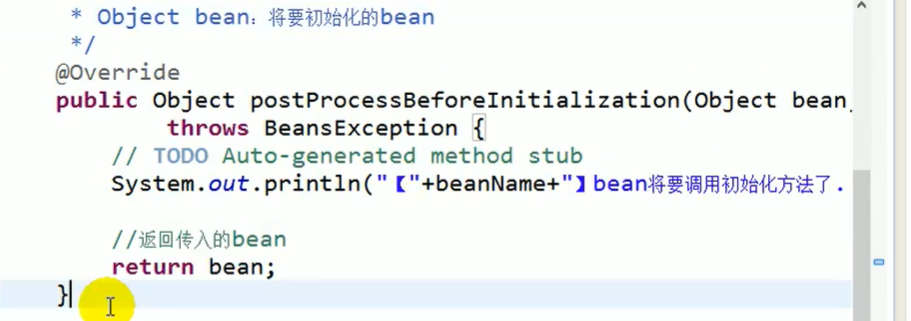 * Object bean：将要初始化的bean
*/
@Override
public Object postProcessBeforeInitialization(Object bean,
throws BeansException {
// TODO Auto-generated method stub
System.out.println("【"+beanName+"】bean将要调用初始化方法了.
//返回传入的bean
return bean;
}